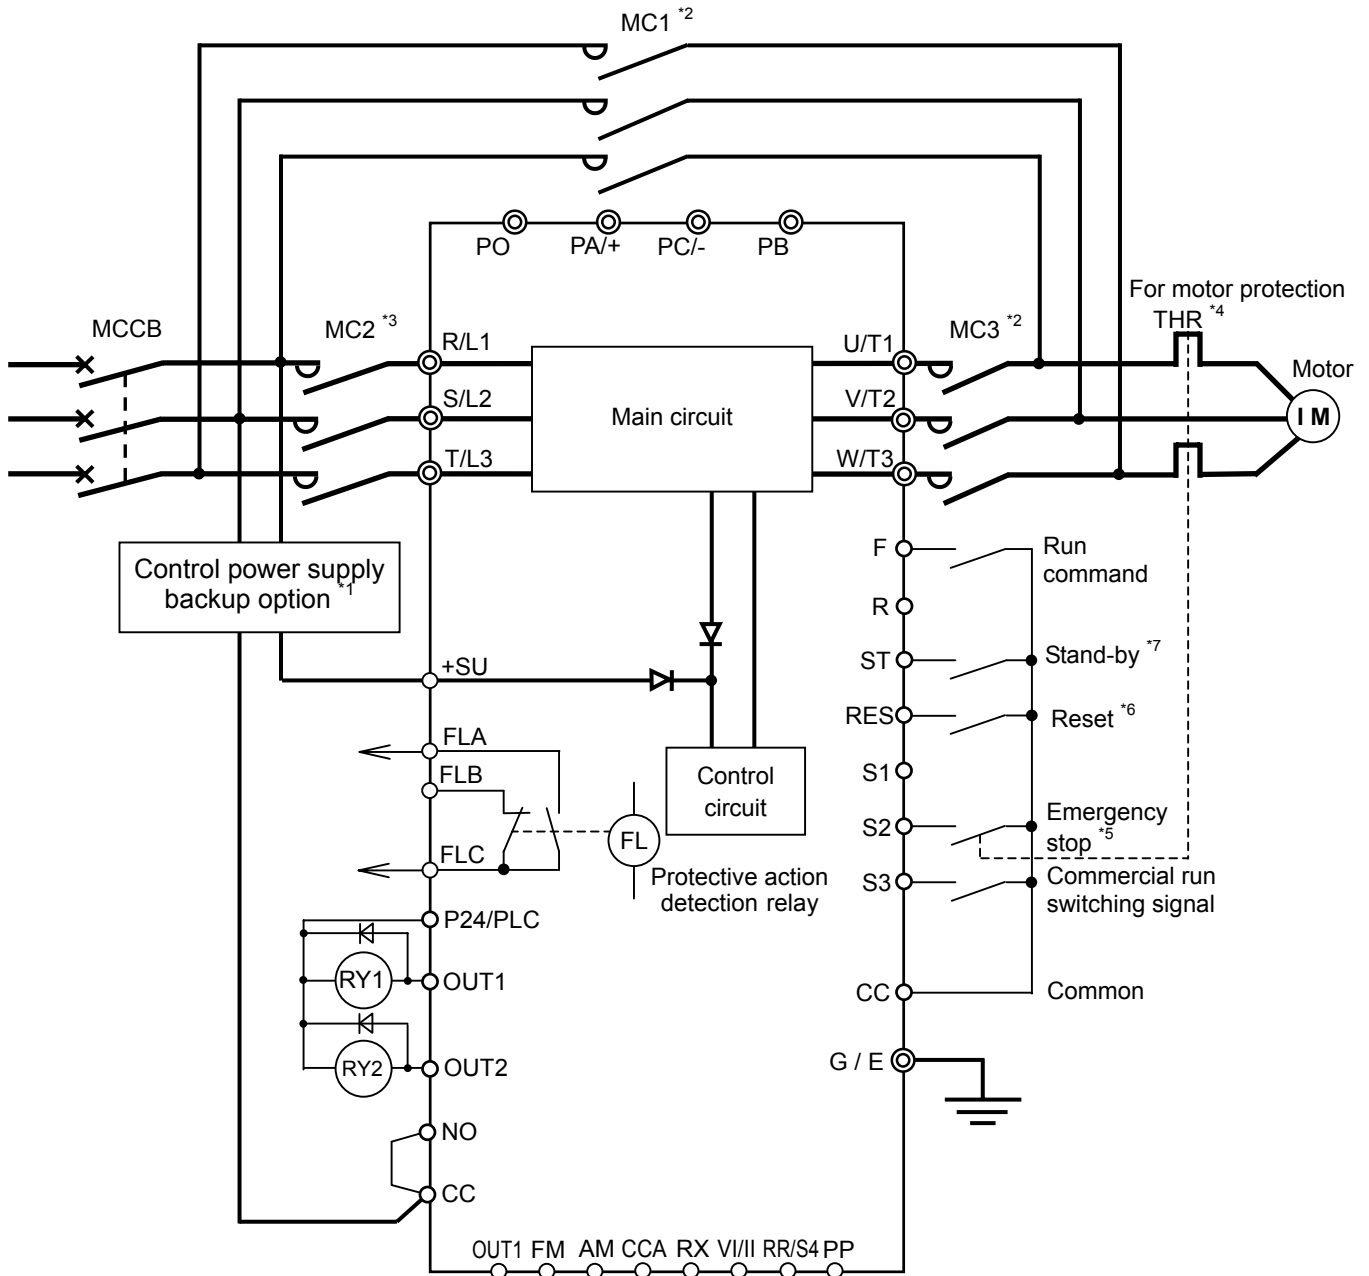 MC1 *2
PO
PA/+
PC/-
PB
For motor protection
THR *4
MCCB
MC2 *3
R/L1
U/T1
MC3 *2
Motor
S/L2
Main circuit
V/T2
I M
T/L3
W/T3
F
Run
command
Control power supply
backup option *1
R
ST
Stand-by *7
+SU
RES
Reset *6
FLA
FLB
Control
circuit
S1
FL
S2
Emergency
stop *5
FLC
Protective action
detection relay
S3
Commercial run
switching signal
P24/PLC
RY1
OUT1
CC
Common
RY2
OUT2
G / E
NO
CC
OUT1 FM AM CCA RX VI/II RR/S4 PP